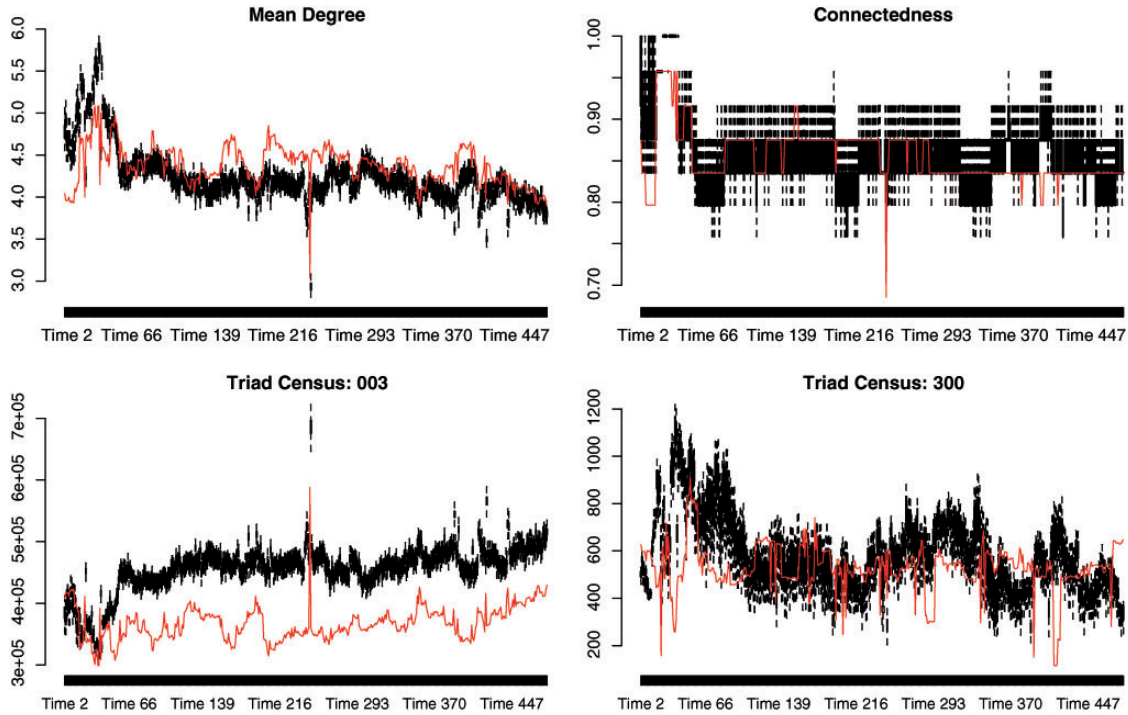 Mean Degree
6.0
5.5
5.0
4.5
4.0
3.5
3.0
Time 2 Time 66 Time 139 Time 216 Time 293 Time 370 Time 447
Connectedness
1.00
0.90
0.80
0.70
Time 2 Time 66 Time 139 Time 216 Time 293 Time 370 Time 447
Triad Census: 003
7e+05
6e+05
5e+05
4e+05
3e+05
Time 2 Time 66 Time 139 Time 216 Time 293 Time 370 Time 447
Triad Census: 300
1200
1000
800
600
400
200
Time 2 Time 66 Time 139 Time 216 Time 293 Time 370 Time 447